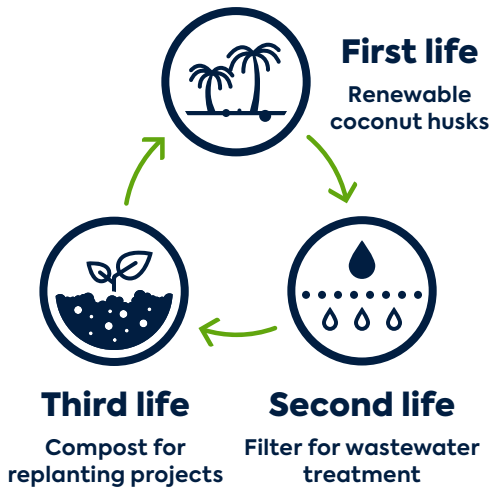 First life
Renewable
coconut husks
Third life
Compost for
replanting projects
Second life
Filter for wastewater
treatment